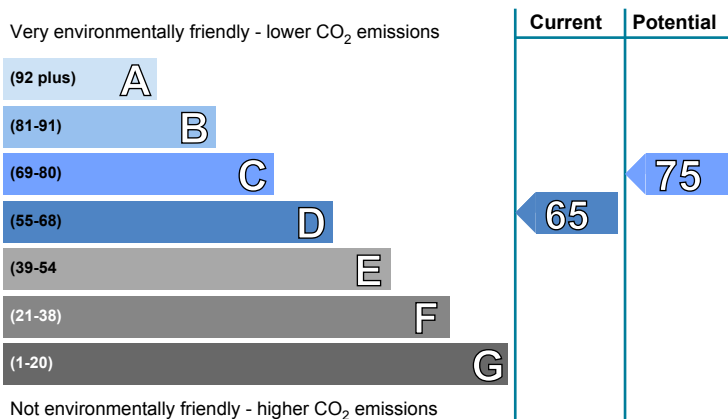 Current Potential
Very environmentally friendly - lower CO2 emissions
(92 plus) A
(81-91) B
(69-80) C 75
(55-68) D 65
(39-54 E
(21-38) F
(1-20) G
Not environmentally friendly - higher CO2 emissions